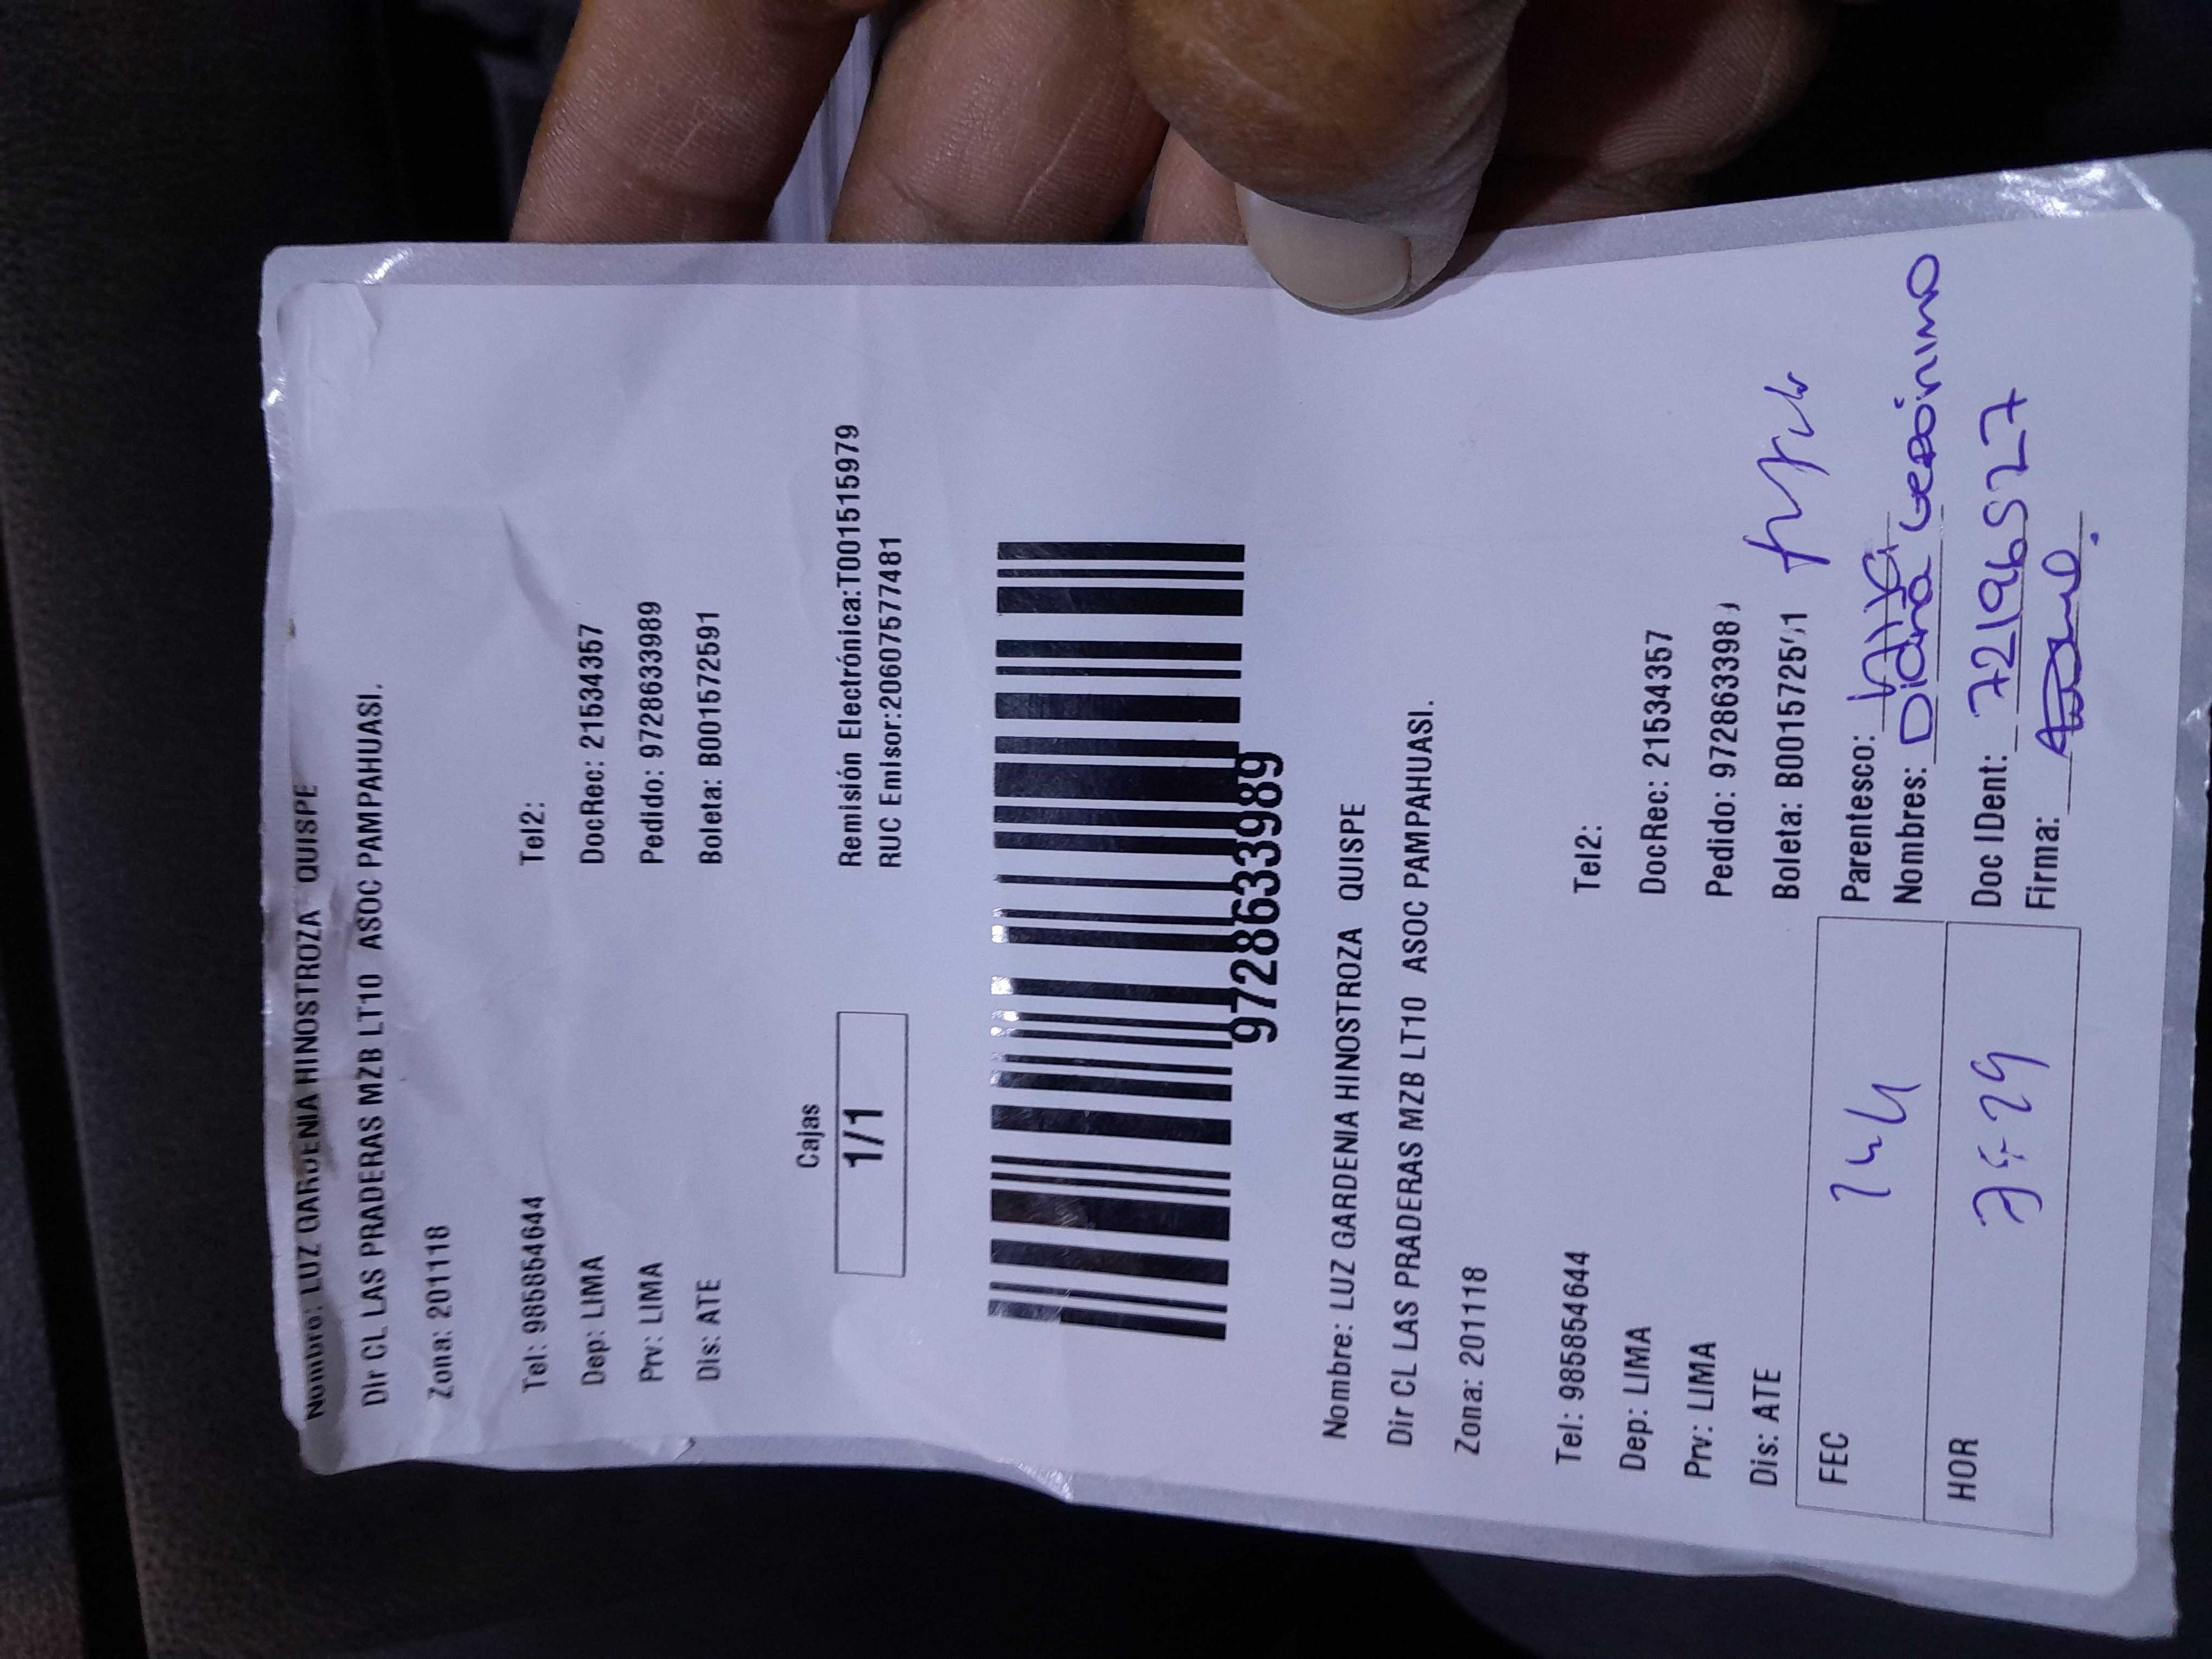 Nombre: LUZ GARDENIA HINOSTROZA QUISPE
Dir CL LAS PRADERAS MZB LT10 ASOC PAMPAHUASI.
Zona: 201118
Tel: 985854644 Tel2:
Dep: LIMA DocRec: 21534357
Prv: LIMA Pedido: 972863398​9
Dis: ATE Boleta: B001572591
Cajas
1/1
Remisión Electrónica:T001515979
RUC Emisor:20607577481
9728633989
Nombre: LUZ GARDENIA HINOSTROZA QUISPE
Dir CL LAS PRADERAS MZB LT10 ASOC PAMPAHUASI.
Zona: 201118
Tel: 985854644 Tel2:
Dep: LIMA DocRec: 21534357
Prv: LIMA Pedido: 9728633989
Dis: ATE Boleta: B001572591
FEC
HOR
Parentesco:
Nombres: Diana Gerónimo
Doc IDent: 72196527
Firma: